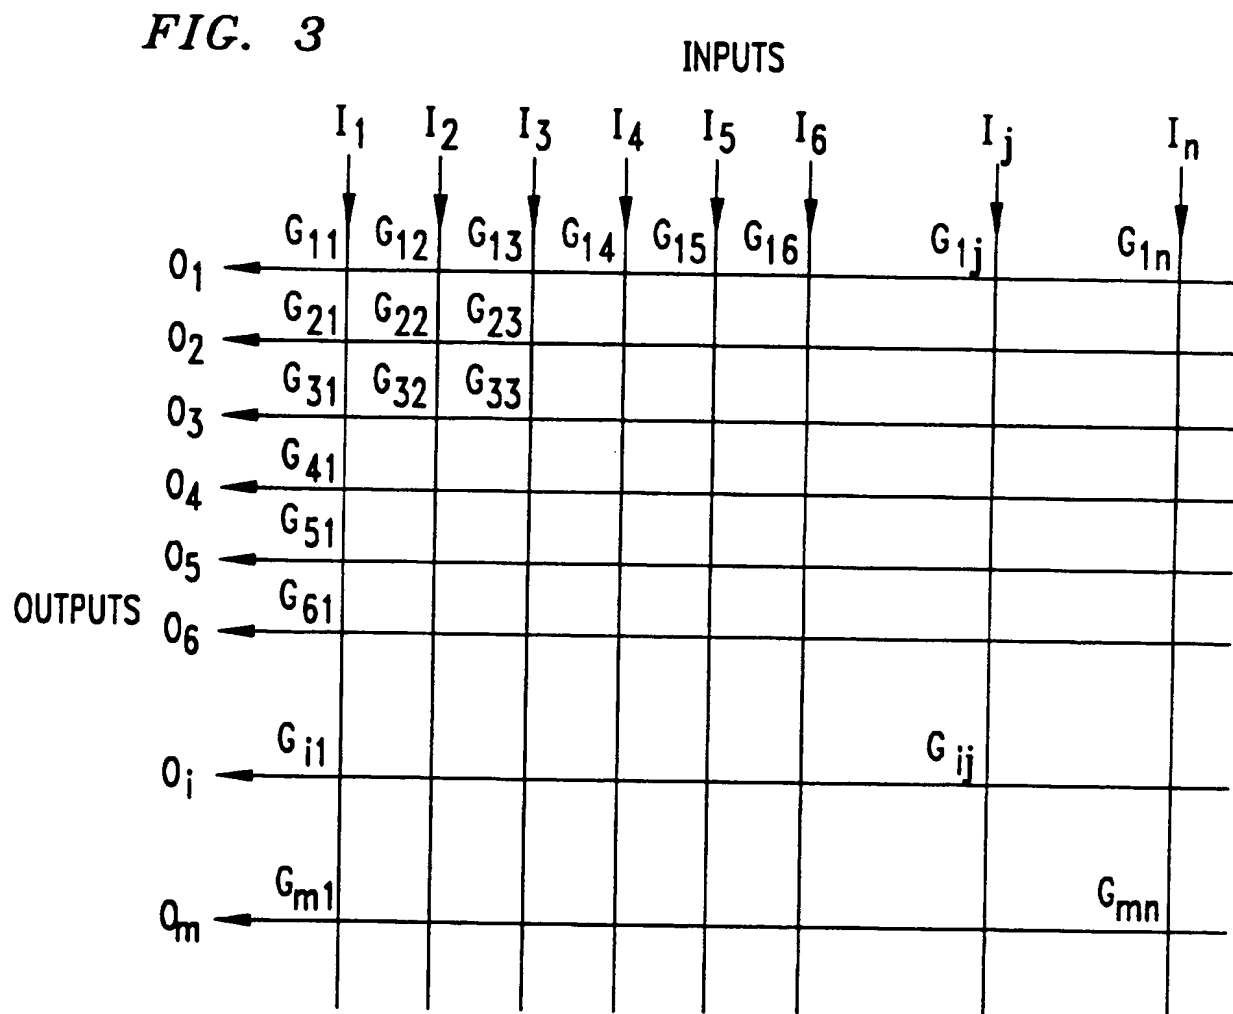 FIG. 3
INPUTS
I1 I2 I3 I4 I5 I6 Ij In
G11 G12 G13 G14 G15 G16 G1j G1n
O1
G21 G22 G23
O2
G31 G32 G33
O3
G41
O4
G51
O5
G61
OUTPUTS O6
Gi1 Gij
Oi
Gm1 Gmn
Om